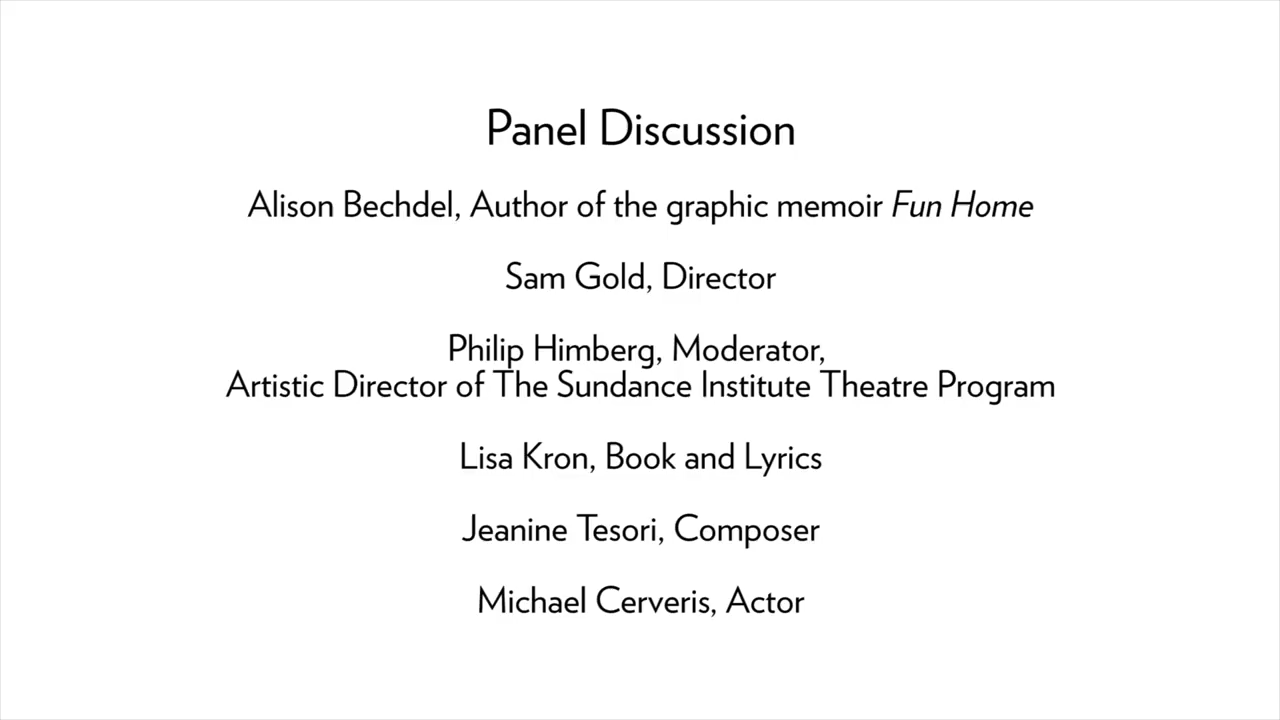 Panel Discussion
Alison Bechdel, Author of the graphic memoir Fun Home
Sam Gold, Director
Philip Himberg, Moderator,
Artistic Director of The Sundance Institute Theatre Program
Lisa Kron, Book and Lyrics
Jeanine Tesori, Composer
Michael Cerveris, Actor